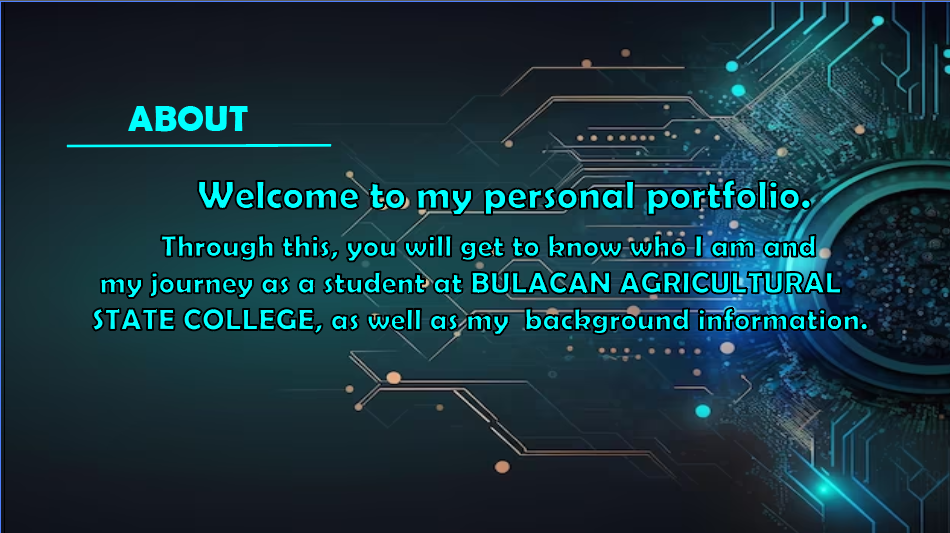 ABOUT
Welcome to my personal portfolio.
Through this, you will get to know who I am and
my journey as a student at BULACAN AGRICULTURAL
STATE COLLEGE, as well as my background information.